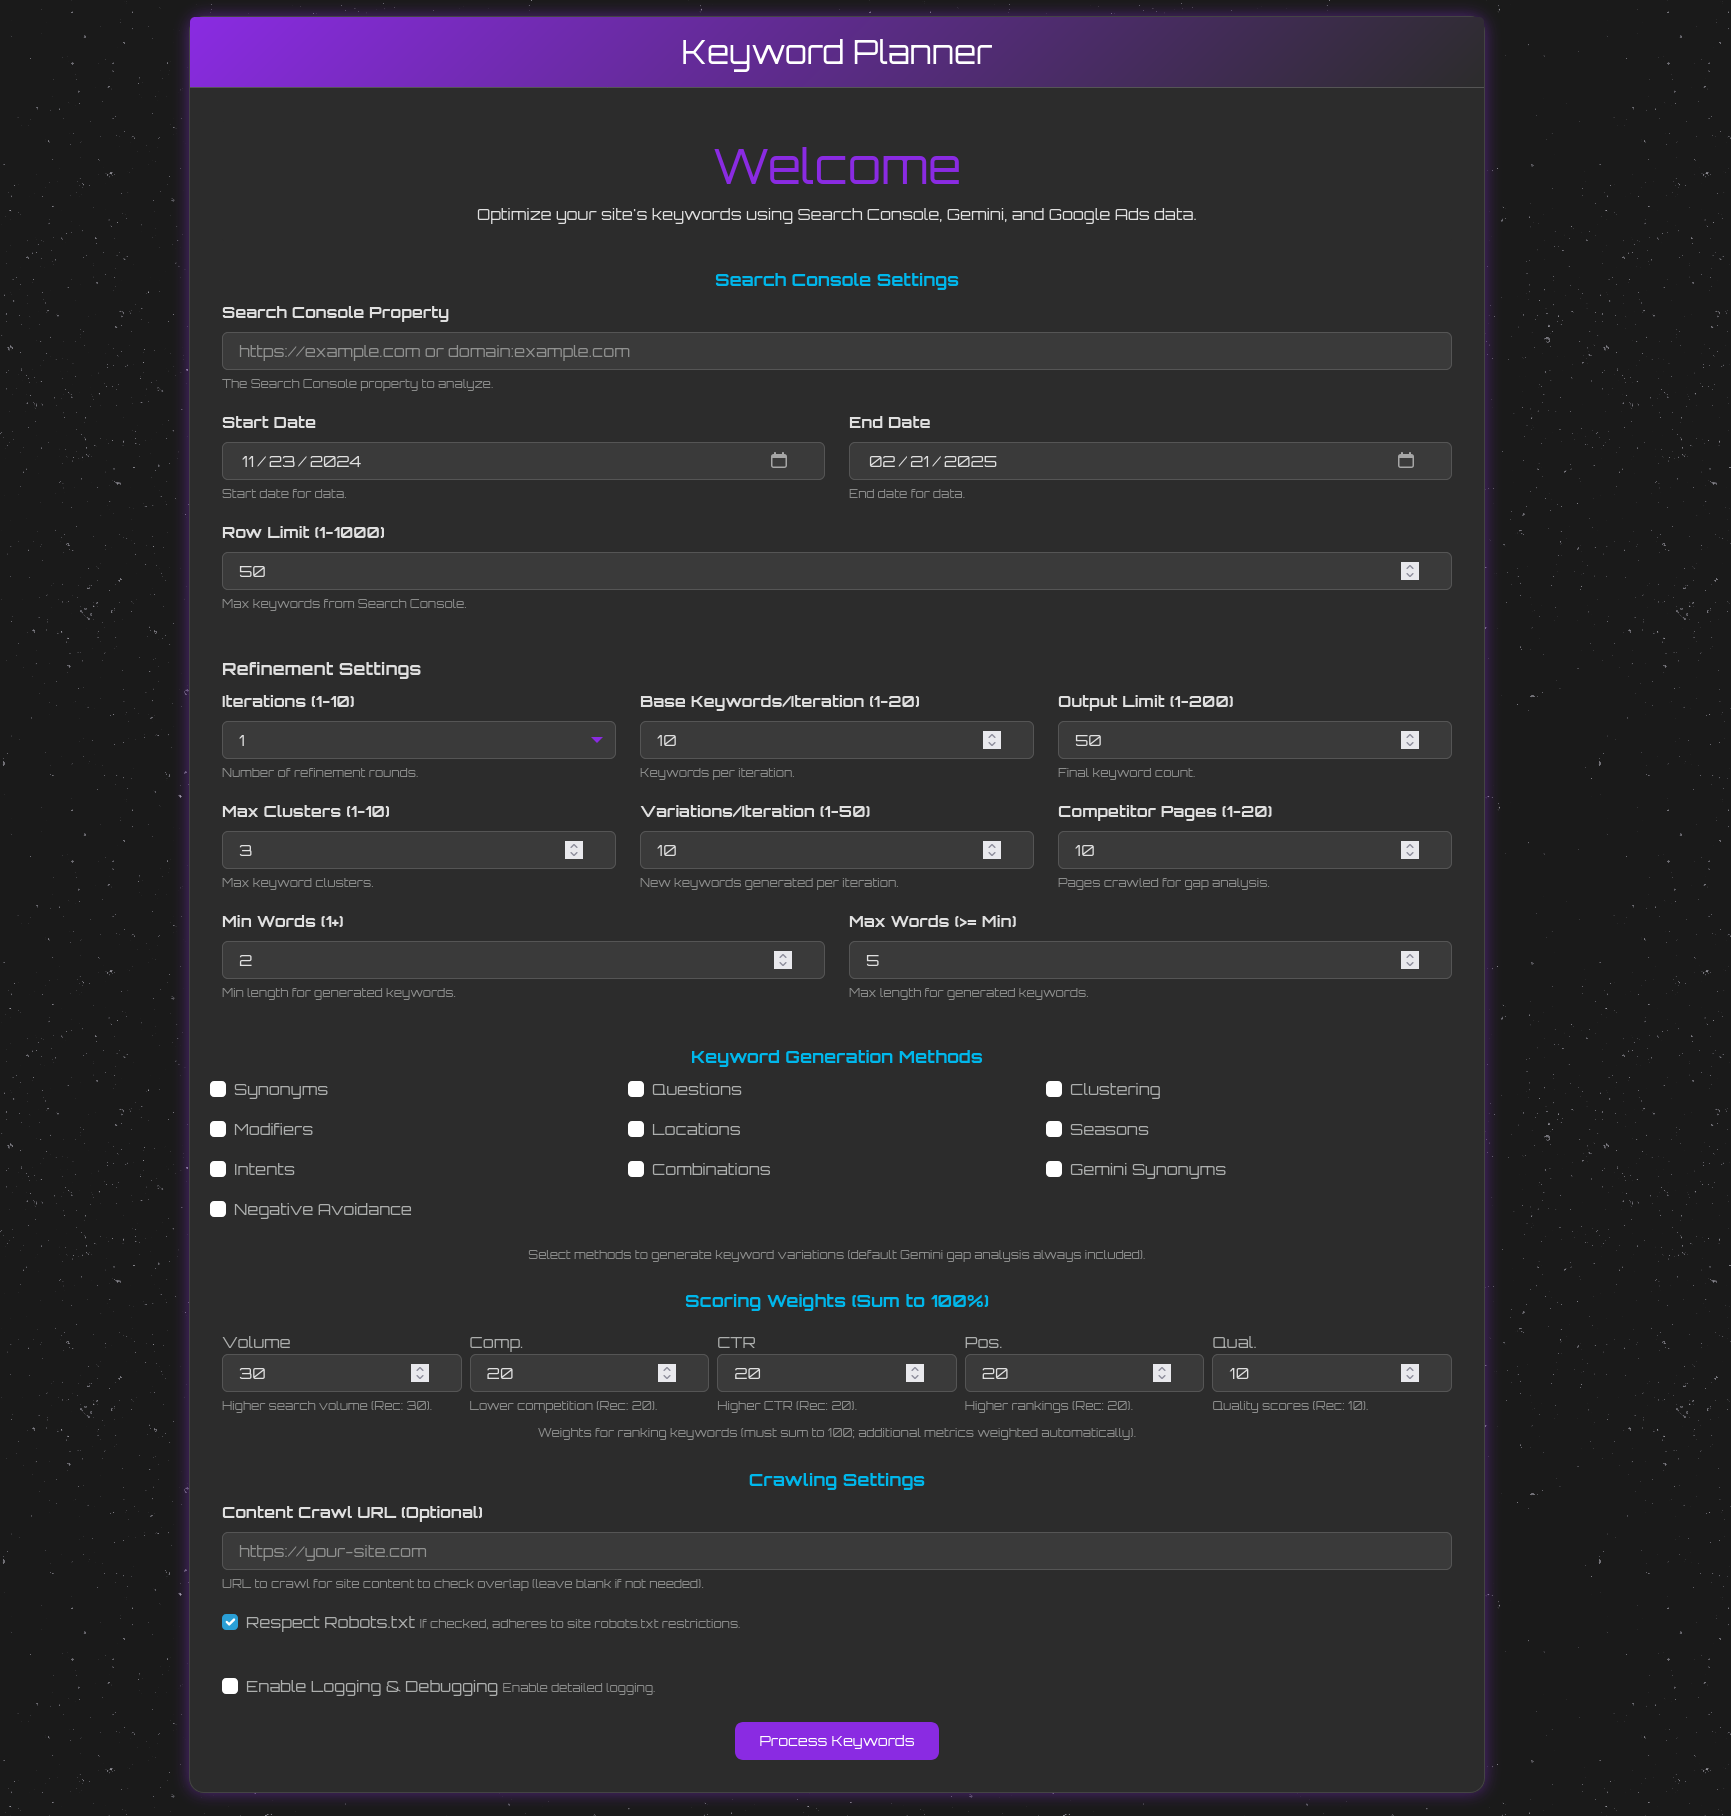 Keyword Planner
Welcome
Optimize your site's keywords using Search Console, Gemini, and Google Ads data.
Search Console Settings
Search Console Property
https://example.com or domain:example.com
The Search Console property to analyze.
Start Date
End Date
11/23/2024
02/21/2025
Start date for data.
End date for data.
Row Limit (1-1000)
50
Max keywords from Search Console.
Refinement Settings
Iterations (1-10)
Base Keywords/Iteration (1-20)
Output Limit (1-200)
1
10
50
Number of refinement rounds.
Keywords per iteration.
Final keyword count.
Max Clusters (1-10)
Variations/Iteration (1-50)
Competitor Pages (1-20)
3
10
10
Max keyword clusters.
New keywords generated per iteration.
Pages crawled for gap analysis.
Min Words (1+)
Max Words (>= Min)
2
5
Min length for generated keywords.
Max length for generated keywords.
Keyword Generation Methods
Synonyms
Questions
Clustering
Modifiers
Locations
Seasons
Intents
Combinations
Gemini Synonyms
Negative Avoidance
Select methods to generate keyword variations (default Gemini gap analysis always included).
Scoring Weights (Sum to 100%)
Volume
Comp.
CTR
Pos.
Qual.
30
20
20
20
10
Higher search volume (Rec: 30).
Lower competition (Rec: 20).
Higher CTR (Rec: 20).
Higher rankings (Rec: 20).
Quality scores (Rec: 10).
Weights for ranking keywords (must sum to 100; additional metrics weighted automatically).
Crawling Settings
Content Crawl URL (Optional)
https://your-site.com
URL to crawl for site content to check overlap (leave blank if not needed).
Respect Robots.txt If checked, adheres to site robots.txt restrictions.
Enable Logging & Debugging Enable detailed logging.
Process Keywords